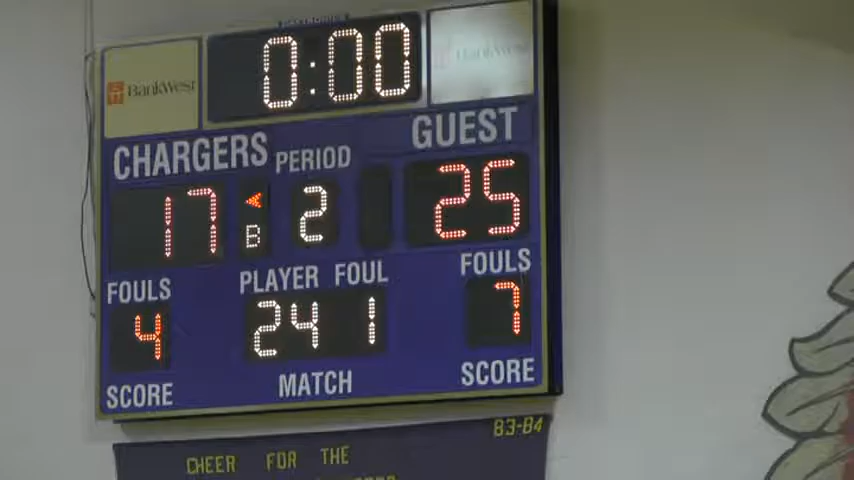 0:00
BankWest
BankWest
CHARGERS PERIOD GUEST
17 B 2 25
FOULS PLAYER FOUL FOULS
4 24 1 7
SCORE MATCH SCORE
83-84
CHEER FOR THE